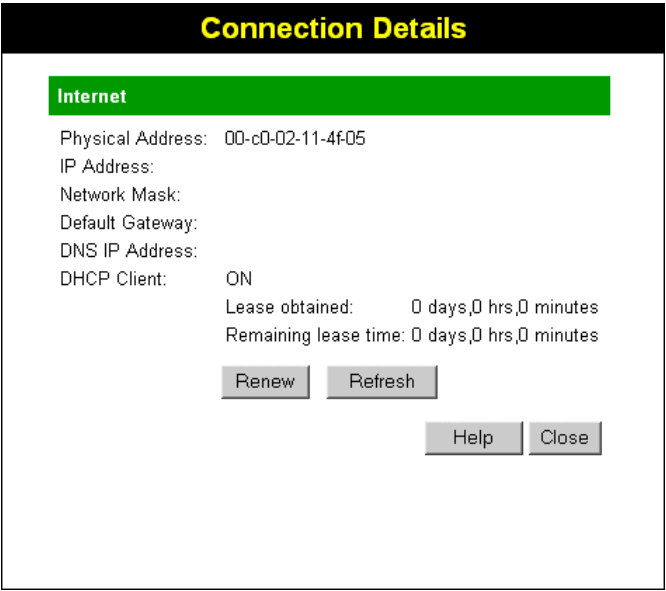 Connection Details
Internet
Physical Address: 00-c0-02-11-4f-05
IP Address:
Network Mask:
Default Gateway:
DNS IP Address:
DHCP Client: ON
Lease obtained: 0 days,0 hrs,0 minutes
Remaining lease time: 0 days,0 hrs,0 minutes
Renew Refresh
Help Close